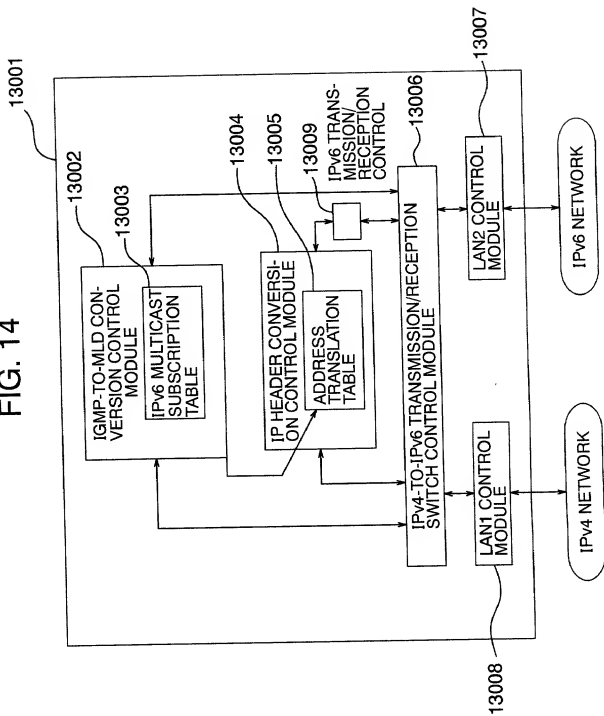 FIG. 14
13001
13002
IGMP-TO-MLD CON-
VERSION CONTROL
MODULE
13003
IPv6 MULTICAST
SUBSCRIPTION
TABLE
13004
IP HEADER CONVERSI-
ON CONTROL MODULE
13005
ADDRESS
TRANSLATION
TABLE
13009
IPv6 TRANS-
MISSION/
RECEPTION
CONTROL
13006
IPv4-TO-IPv6 TRANSMISSION/RECEPTION
SWITCH CONTROL MODULE
LAN1 CONTROL
MODULE
13008
LAN2 CONTROL
MODULE
13007
IPv4 NETWORK
IPv6 NETWORK